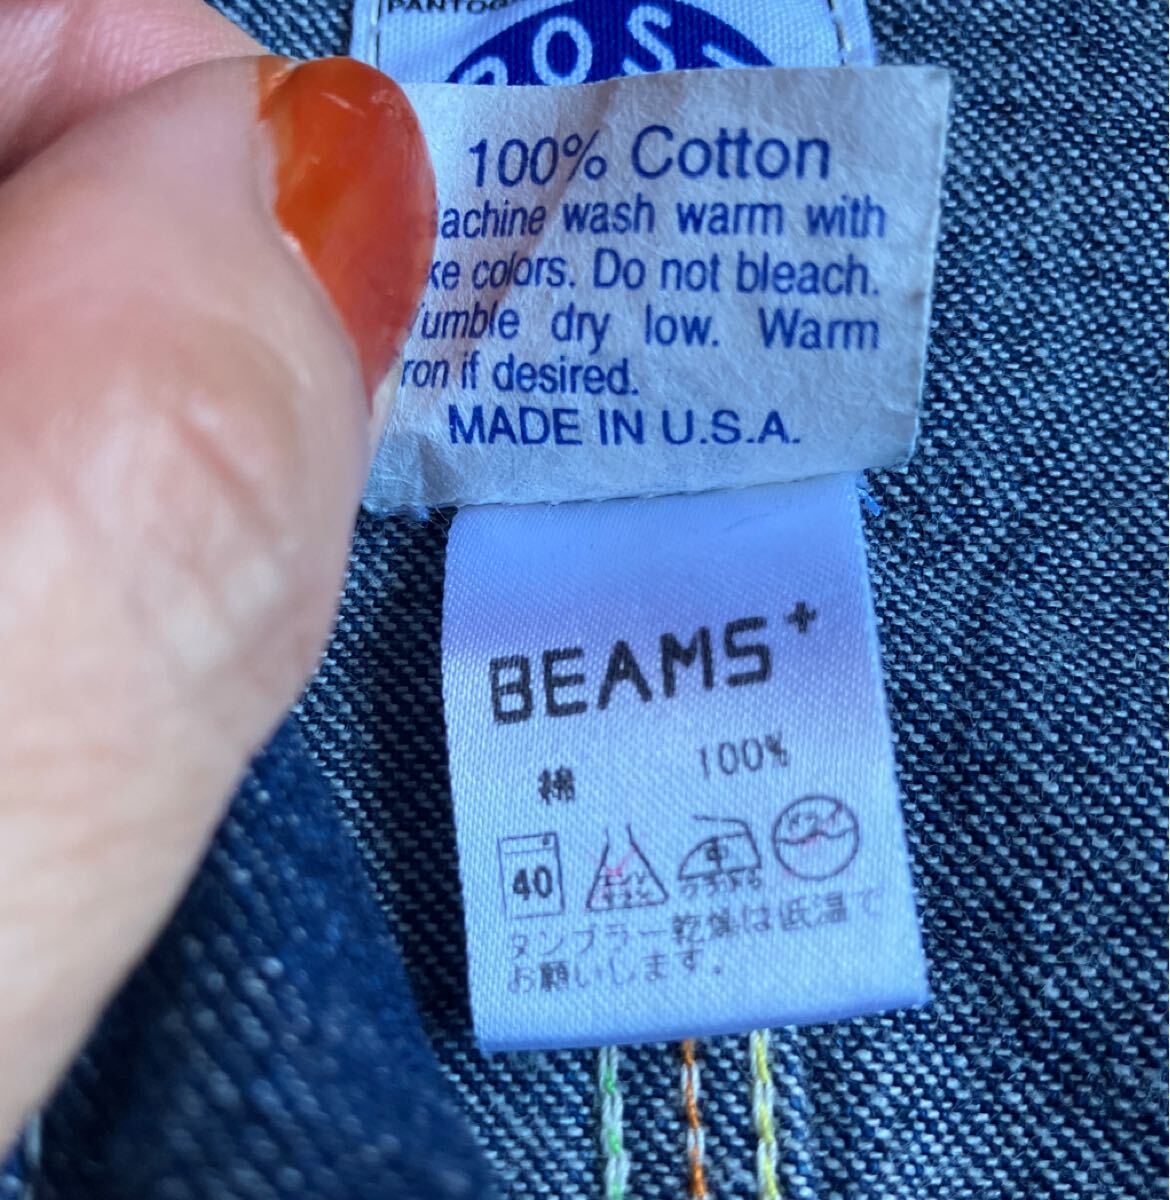 POS
100% Cotton
achine wash warm with
ke colors. Do not bleach.
umble dry low. Warm
ron if desired.
MADE IN U.S.A.
BEAMS+
綿 100%
40
タンブラー乾燥は低温で
お願いします.